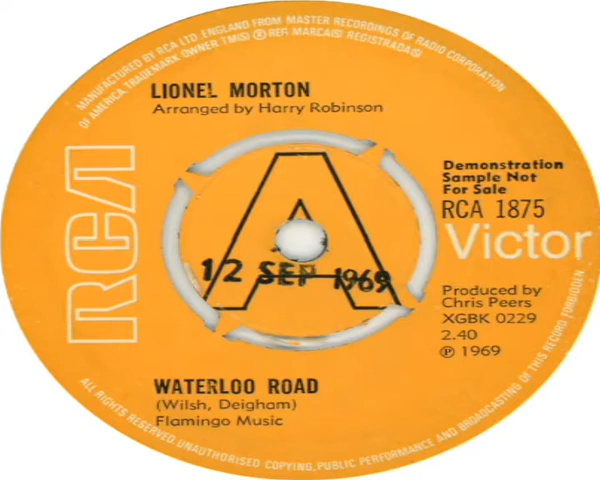 MANUFACTURED BY RCA LTD. ENGLAND FROM MASTER RECORDINGS OF RADIO CORPORATION
OF AMERICA. TRADEMARK OWNER TM(S) ® REG MARCA(S) REGISTRADA(S)
LIONEL MORTON
Arranged by Harry Robinson
RCA
A
12 SEP 1969
Demonstration
Sample Not
For Sale
RCA 1875
Victor
Produced by
Chris Peers
XGBK 0229
2.40
℗ 1969
WATERLOO ROAD
(Wilsh, Deigham)
Flamingo Music
ALL RIGHTS RESERVED. UNAUTHORISED COPYING, PUBLIC PERFORMANCE AND BROADCASTING OF THIS RECORD FORBIDDEN